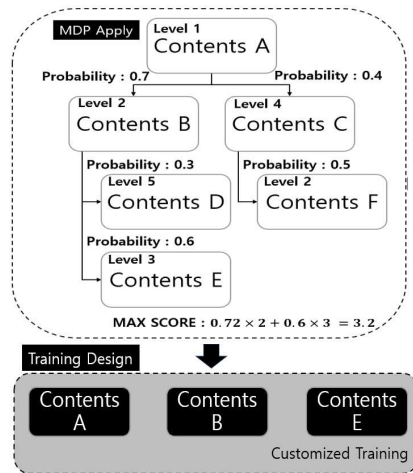 MDP Apply
Level 1
Contents A
Probability : 0.7
Probability : 0.4
Level 2
Contents B
Level 4
Contents C
Probability : 0.3
Level 5
Contents D
Probability : 0.5
Level 2
Contents F
Probability : 0.6
Level 3
Contents E
MAX SCORE : 0.72 × 2 + 0.6 × 3 = 3.2
Training Design
Contents
A
Contents
B
Contents
E
Customized Training